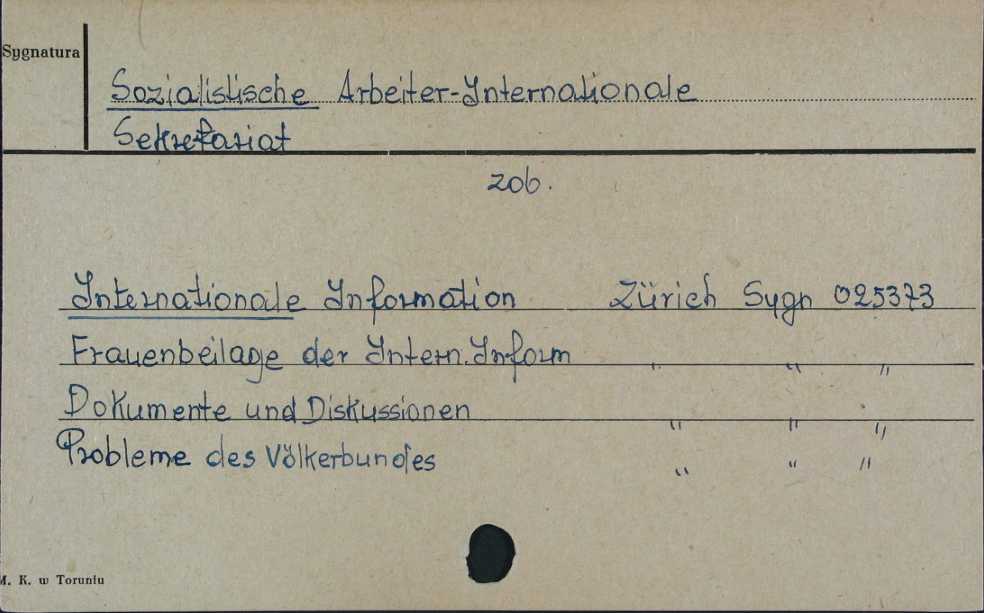 Sygnatura
Sozialistische Arbeiter-Internationale
Sekretariat
zob.
Internationale Information Zürich Sygn 025373
Frauenbeilage der Intern. Inform " " "
Dokumente und Diskussionen " " "
Probleme des Völkerbundes " " "
M. K. w Toruniu